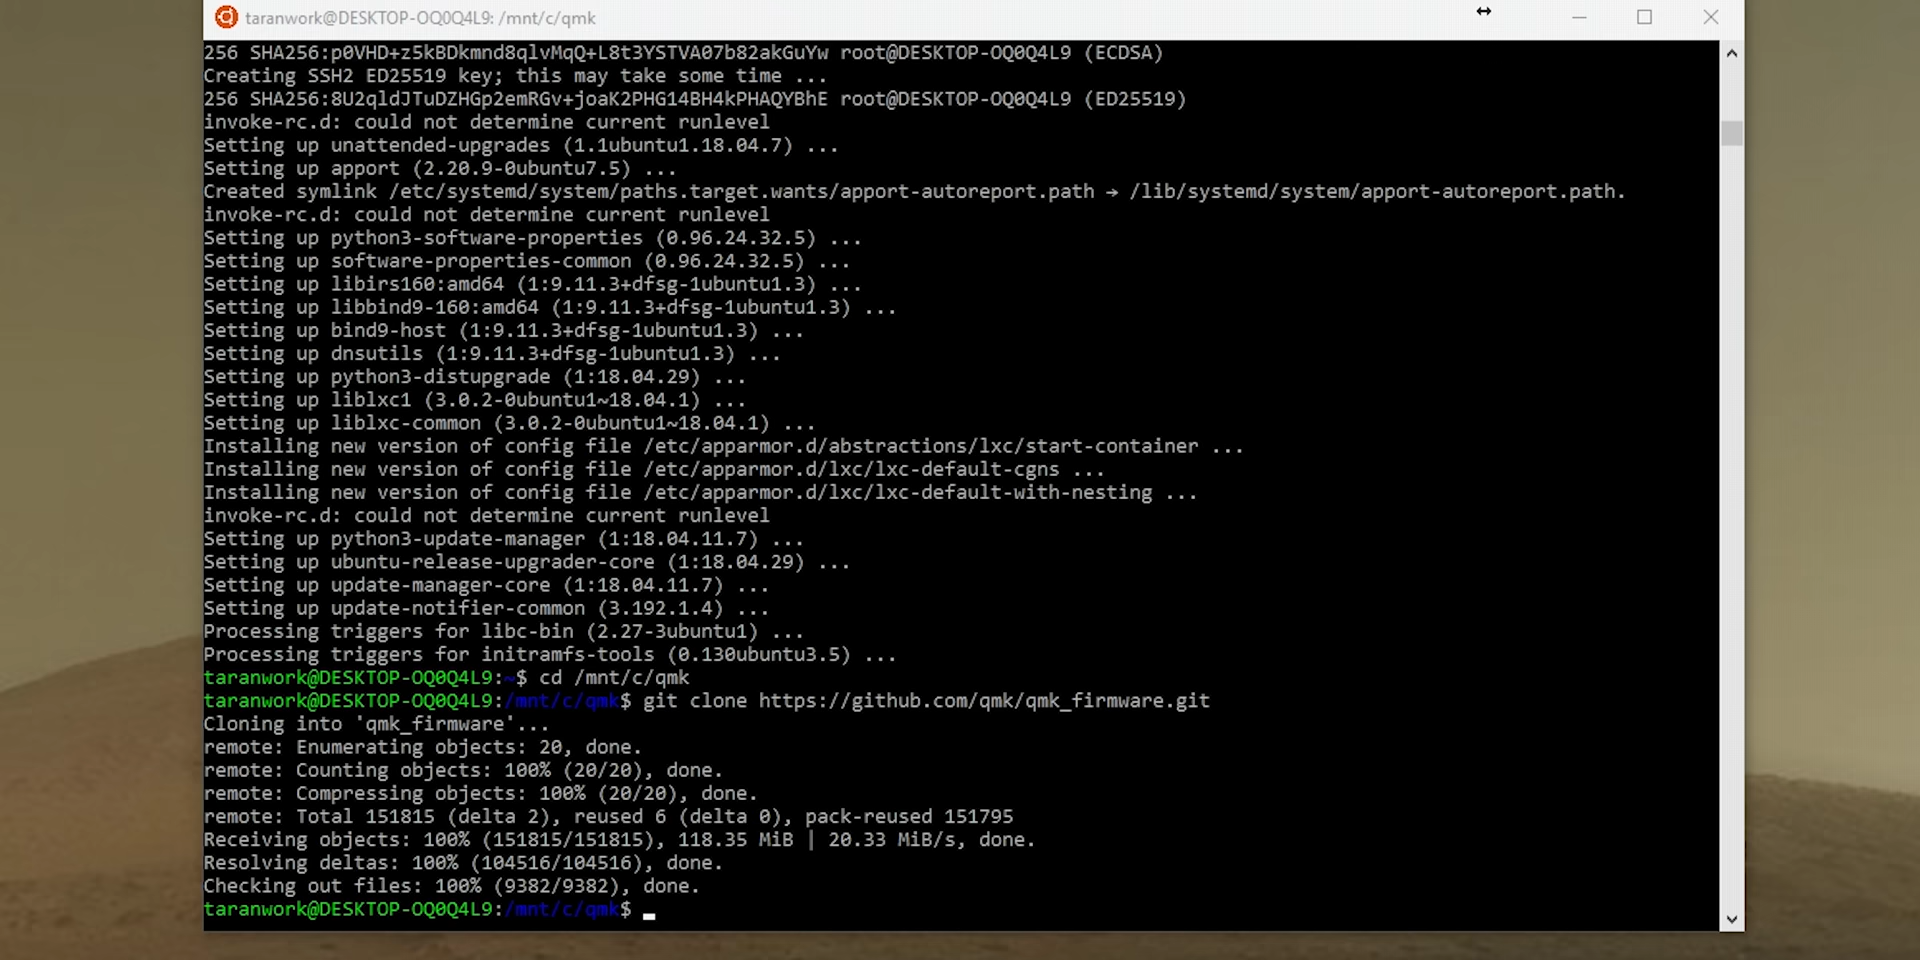 taranwork@DESKTOP-OQ0Q4L9: /mnt/c/qmk
256 SHA256:p0VHD+z5kBDkmnd8qlvMqQ+L8t3YSTVA07b82akGuYw root@DESKTOP-OQ0Q4L9 (ECDSA)
Creating SSH2 ED25519 key; this may take some time ...
256 SHA256:8U2qldJTuDZHGp2emRGv+joaK2PHG14BH4kPHAQYBhE root@DESKTOP-OQ0Q4L9 (ED25519)
invoke-rc.d: could not determine current runlevel
Setting up unattended-upgrades (1.1ubuntu1.18.04.7) ...
Setting up apport (2.20.9-0ubuntu7.5) ...
Created symlink /etc/systemd/system/paths.target.wants/apport-autoreport.path → /lib/systemd/system/apport-autoreport.path.
invoke-rc.d: could not determine current runlevel
Setting up python3-software-properties (0.96.24.32.5) ...
Setting up software-properties-common (0.96.24.32.5) ...
Setting up libirs160:amd64 (1:9.11.3+dfsg-1ubuntu1.3) ...
Setting up libbind9-160:amd64 (1:9.11.3+dfsg-1ubuntu1.3) ...
Setting up bind9-host (1:9.11.3+dfsg-1ubuntu1.3) ...
Setting up dnsutils (1:9.11.3+dfsg-1ubuntu1.3) ...
Setting up python3-distupgrade (1:18.04.29) ...
Setting up liblxc1 (3.0.2-0ubuntu1~18.04.1) ...
Setting up liblxc-common (3.0.2-0ubuntu1~18.04.1) ...
Installing new version of config file /etc/apparmor.d/abstractions/lxc/start-container ...
Installing new version of config file /etc/apparmor.d/lxc/lxc-default-cgns ...
Installing new version of config file /etc/apparmor.d/lxc/lxc-default-with-nesting ...
invoke-rc.d: could not determine current runlevel
Setting up python3-update-manager (1:18.04.11.7) ...
Setting up ubuntu-release-upgrader-core (1:18.04.29) ...
Setting up update-manager-core (1:18.04.11.7) ...
Setting up update-notifier-common (3.192.1.4) ...
Processing triggers for libc-bin (2.27-3ubuntu1) ...
Processing triggers for initramfs-tools (0.130ubuntu3.5) ...
taranwork@DESKTOP-OQ0Q4L9:~$ cd /mnt/c/qmk
taranwork@DESKTOP-OQ0Q4L9:/mnt/c/qmk$ git clone https://github.com/qmk/qmk_firmware.git
Cloning into 'qmk_firmware'...
remote: Enumerating objects: 20, done.
remote: Counting objects: 100% (20/20), done.
remote: Compressing objects: 100% (20/20), done.
remote: Total 151815 (delta 2), reused 6 (delta 0), pack-reused 151795
Receiving objects: 100% (151815/151815), 118.35 MiB | 20.33 MiB/s, done.
Resolving deltas: 100% (104516/104516), done.
Checking out files: 100% (9382/9382), done.
taranwork@DESKTOP-OQ0Q4L9:/mnt/c/qmk$